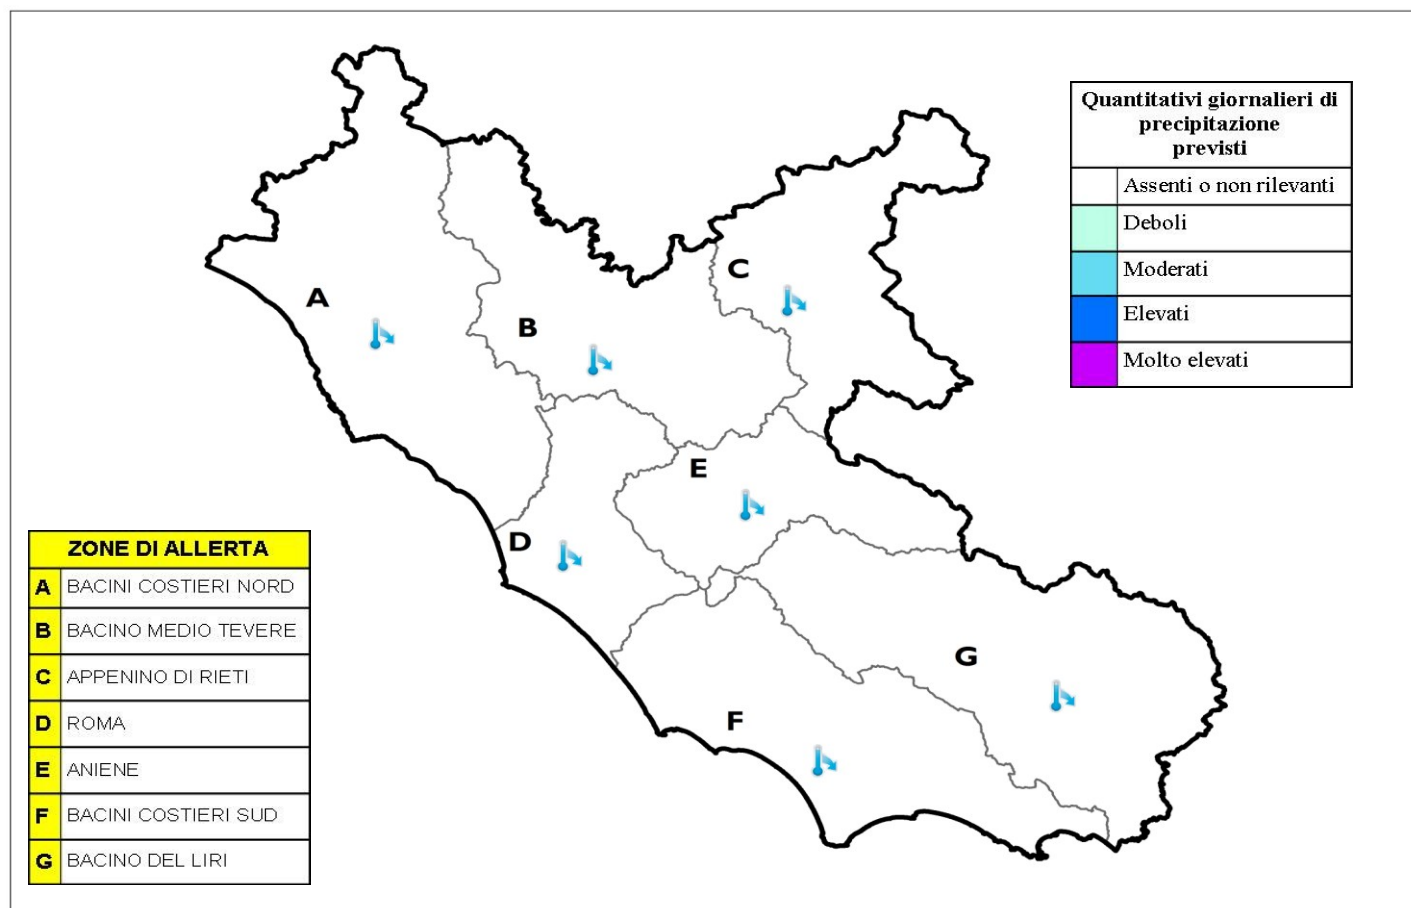 Quantitativi giornalieri di
precipitazione
previsti
Assenti o non rilevanti
Deboli
Moderati
Elevati
Molto elevati
C
A
B
E
D
G
F
ZONE DI ALLERTA
A BACINI COSTIERI NORD
B BACINO MEDIO TEVERE
C APPENINO DI RIETI
D ROMA
E ANIENE
F BACINI COSTIERI SUD
G BACINO DEL LIRI